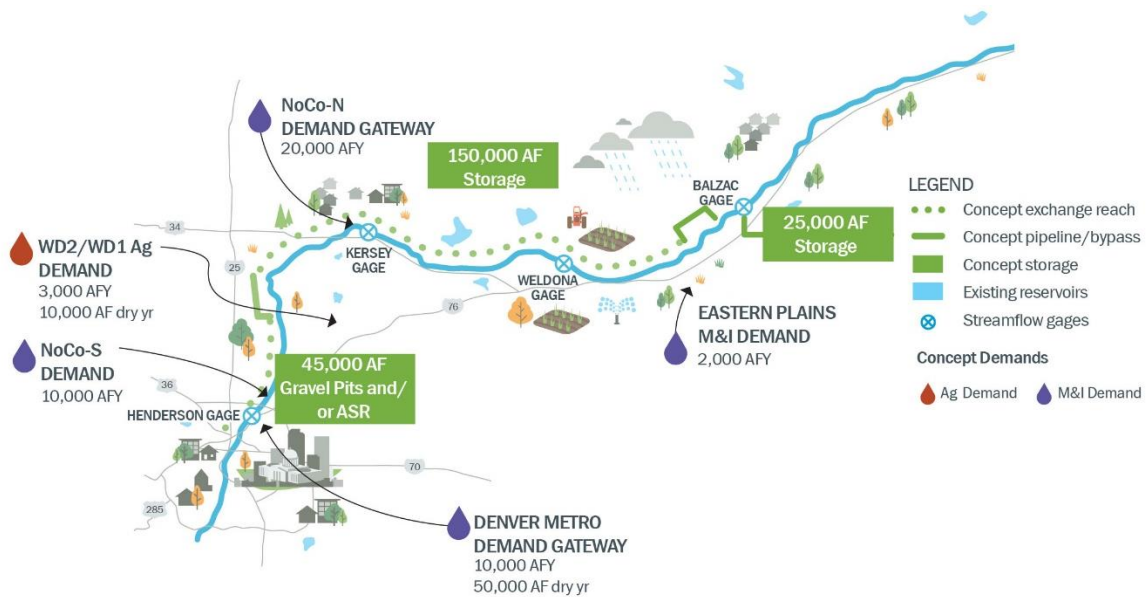 NoCo-N
DEMAND GATEWAY
20,000 AFY
150,000 AF
Storage
BALZAC
GAGE
25,000 AF
Storage
LEGEND
Concept exchange reach
Concept pipeline/bypass
Concept storage
Existing reservoirs
Streamflow gages
Concept Demands
Ag Demand
M&I Demand
34
WD2/WD1 Ag
DEMAND
3,000 AFY
10,000 AF dry yr
25
KERSEY
GAGE
WELDONA
GAGE
76
EASTERN PLAINS
M&I DEMAND
2,000 AFY
NoCo-S
DEMAND
10,000 AFY
45,000 AF
Gravel Pits and/
or ASR
36
HENDERSON GAGE
70
285
DENVER METRO
DEMAND GATEWAY
10,000 AFY
50,000 AF dry yr